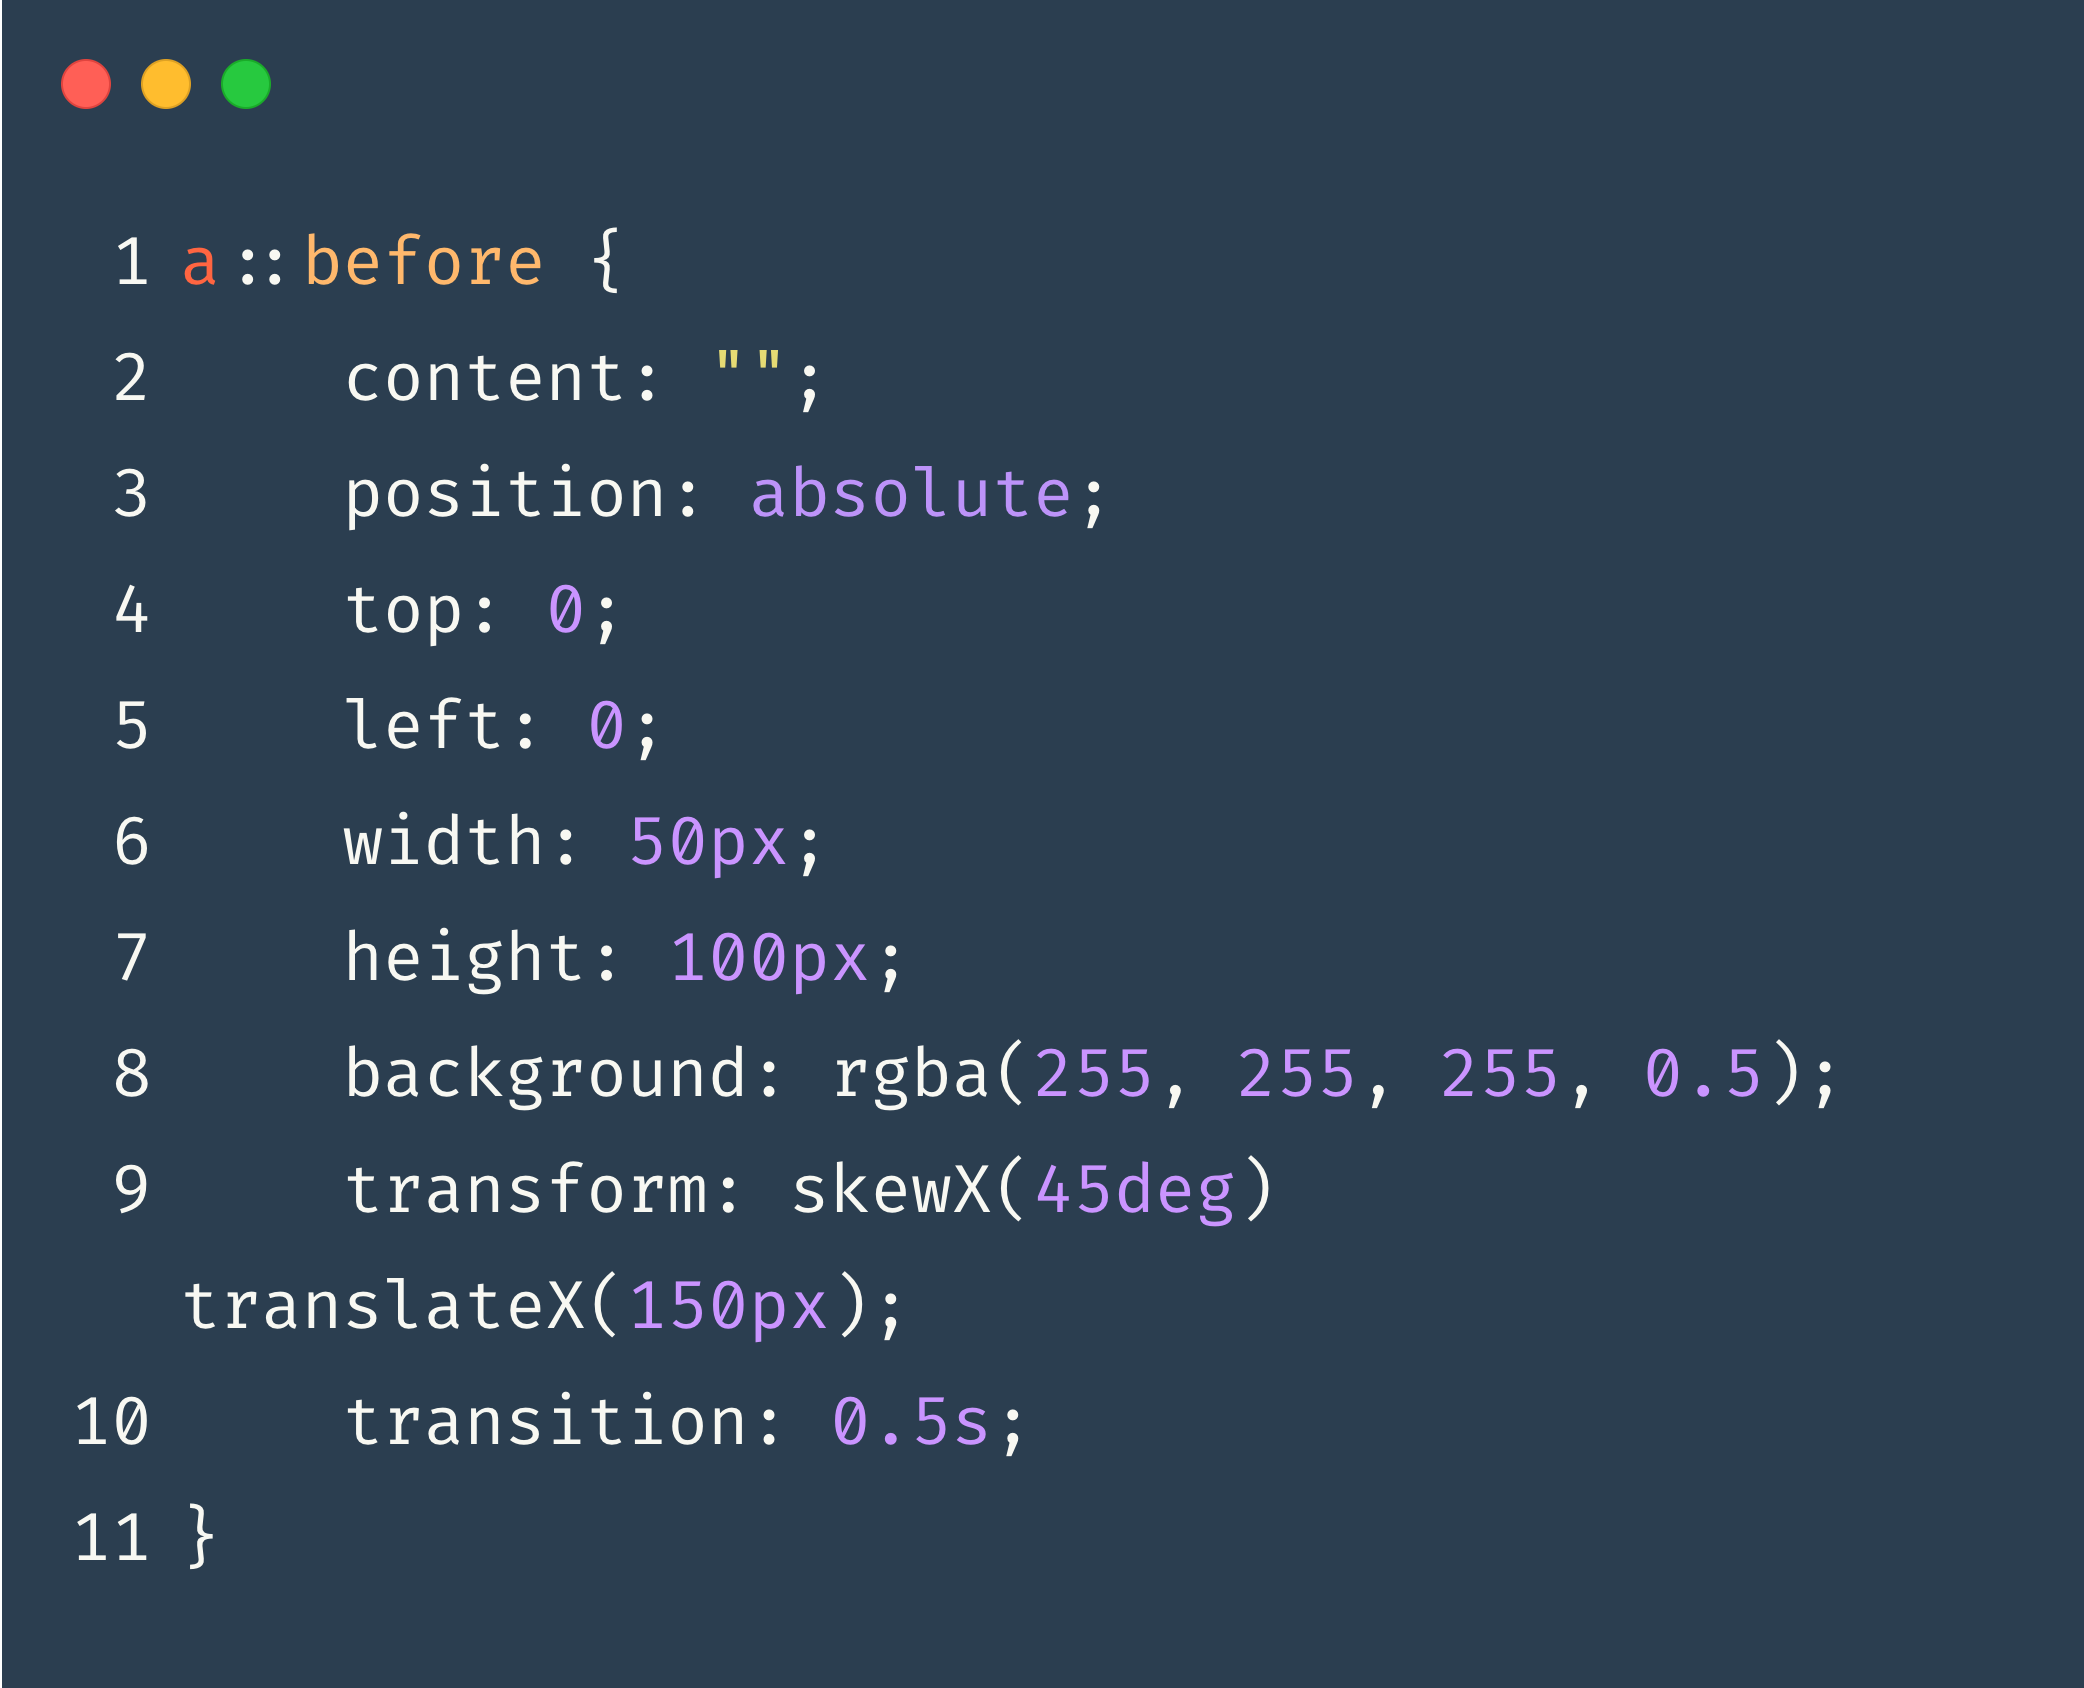 1 a::before {
2     content: "";
3     position: absolute;
4     top: 0;
5     left: 0;
6     width: 50px;
7     height: 100px;
8     background: rgba(255, 255, 255, 0.5);
9     transform: skewX(45deg)
translateX(150px);
10     transition: 0.5s;
11 }